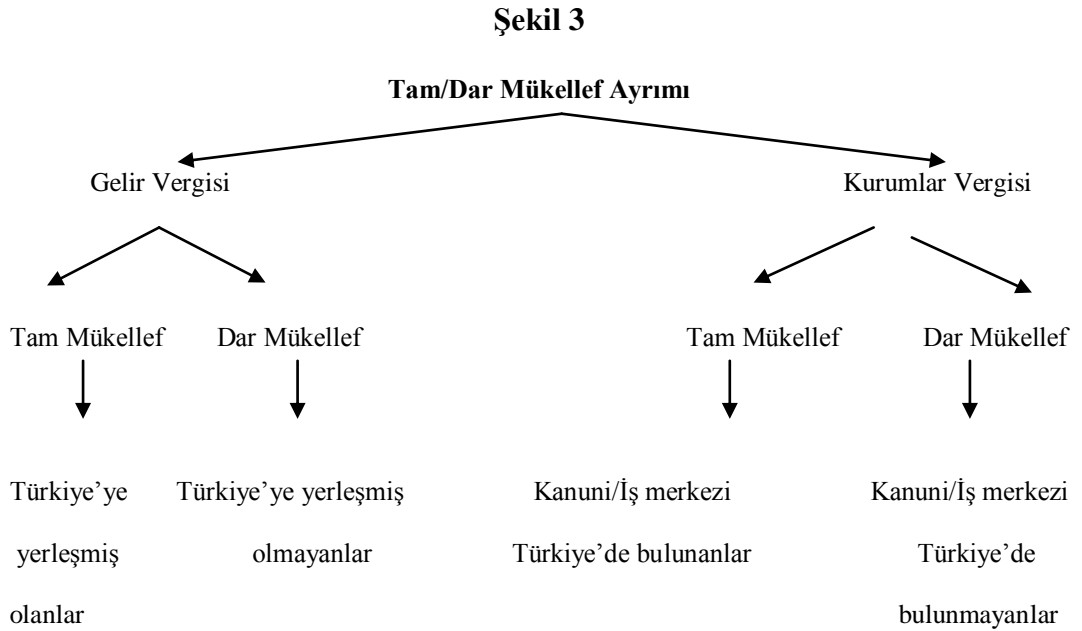 Şekil 3
Tam/Dar Mükellef Ayrımı
Gelir Vergisi
Kurumlar Vergisi
Tam Mükellef
Dar Mükellef
Tam Mükellef
Dar Mükellef
Türkiye’ye
yerleşmiş
olanlar
Türkiye’ye yerleşmiş
olmayanlar
Kanuni/İş merkezi
Türkiye’de bulunanlar
Kanuni/İş merkezi
Türkiye’de
bulunmayanlar